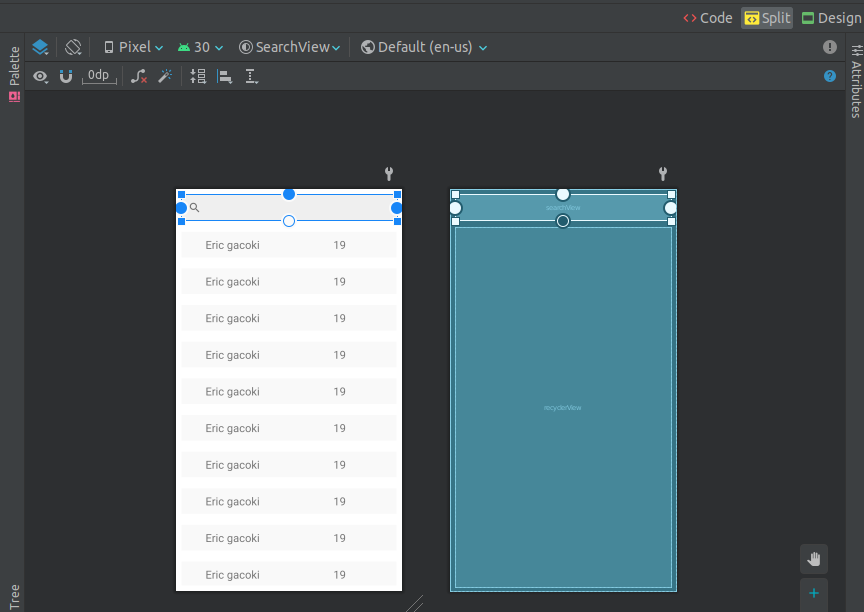 Code Split Design
Palette
Pixel 30 SearchView Default (en-us)
Attributes
0dp
searchView
Eric gacoki 19
Eric gacoki 19
Eric gacoki 19
Eric gacoki 19
Eric gacoki 19
recyclerView
Eric gacoki 19
Eric gacoki 19
Eric gacoki 19
Eric gacoki 19
Eric gacoki 19
Tree